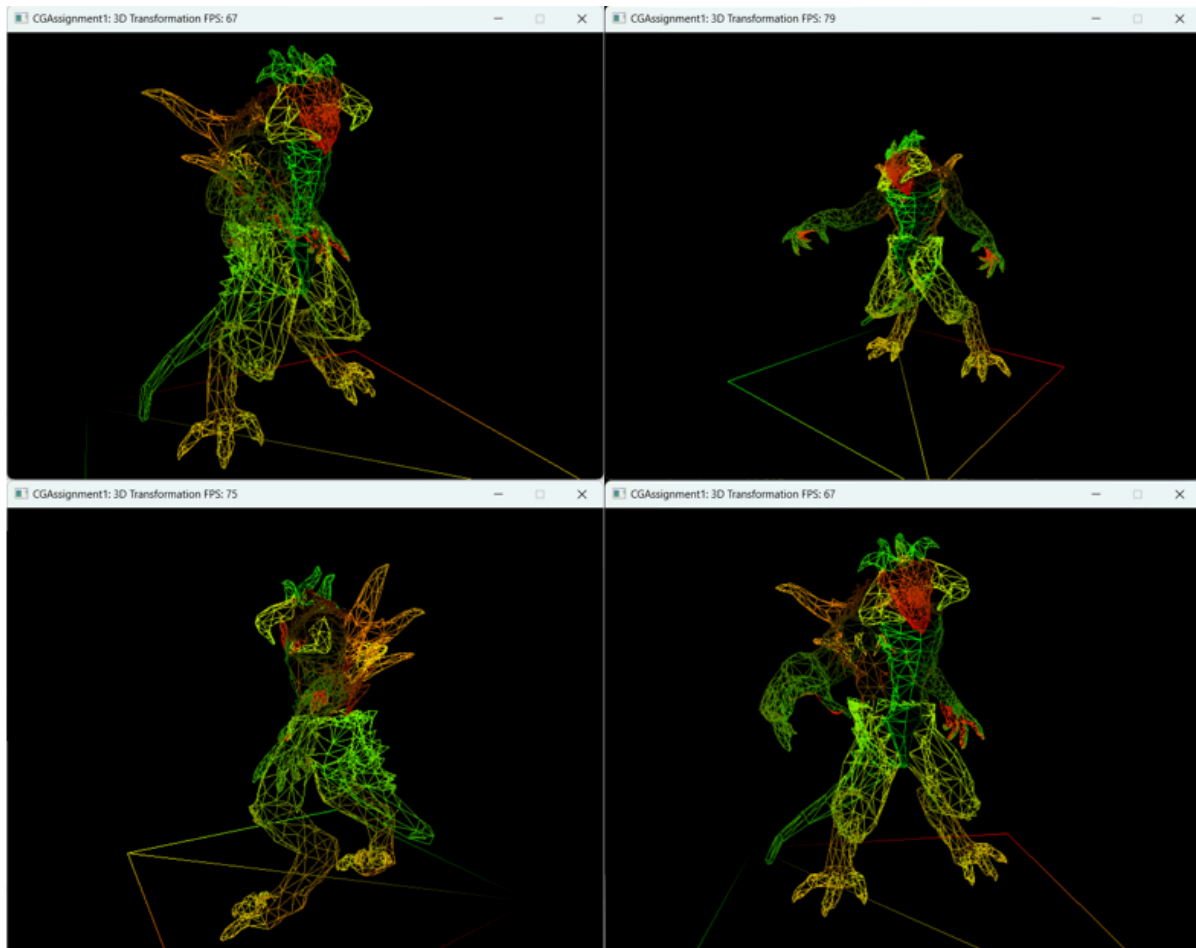 CGAssignment1: 3D Transformation FPS: 67
CGAssignment1: 3D Transformation FPS: 79
CGAssignment1: 3D Transformation FPS: 75
CGAssignment1: 3D Transformation FPS: 67